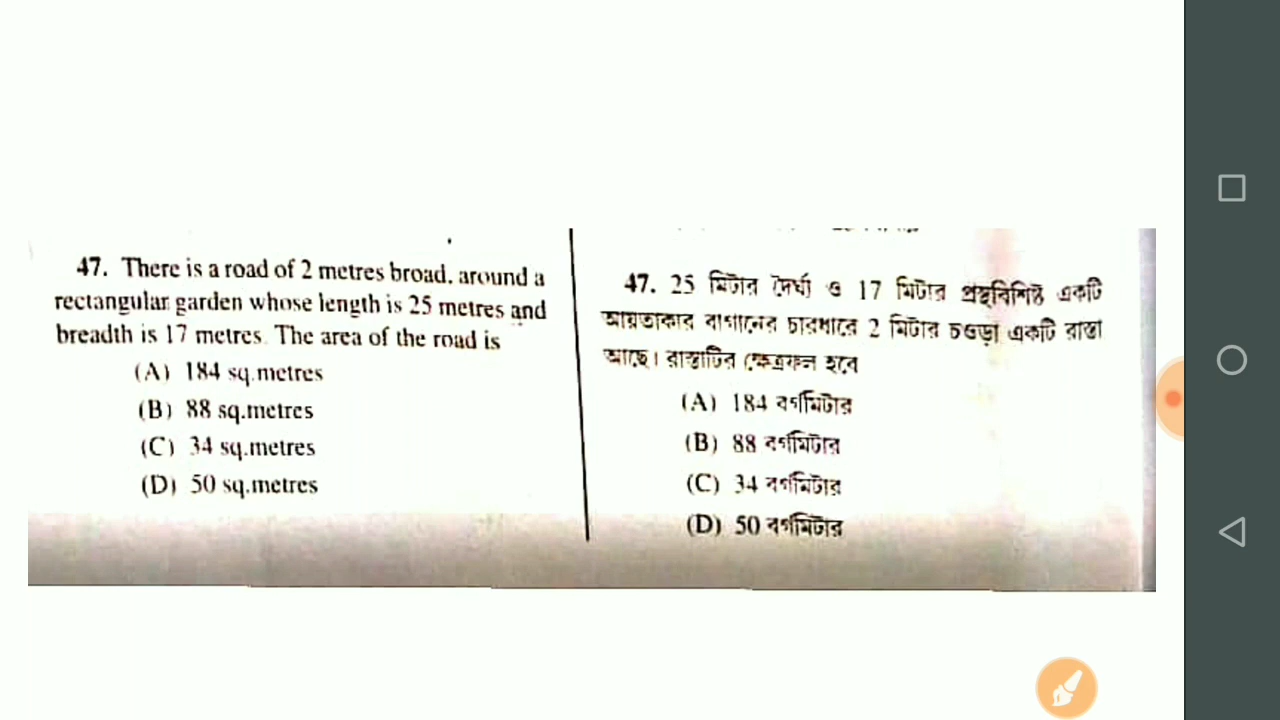 47. There is a road of 2 metres broad, around a
rectangular garden whose length is 25 metres and
breadth is 17 metres. The area of the road is
(A) 184 sq.metres
(B) 88 sq.metres
(C) 34 sq.metres
(D) 50 sq.metres
47. 25 মিটার দৈর্ঘ্য ও 17 মিটার প্রস্থবিশিষ্ট একটি
আয়তাকার বাগানের চারধারে 2 মিটার চওড়া একটি রাস্তা
আছে। রাস্তাটির ক্ষেত্রফল হবে
(A) 184 বর্গমিটার
(B) 88 বর্গমিটার
(C) 34 বর্গমিটার
(D) 50 বর্গমিটার